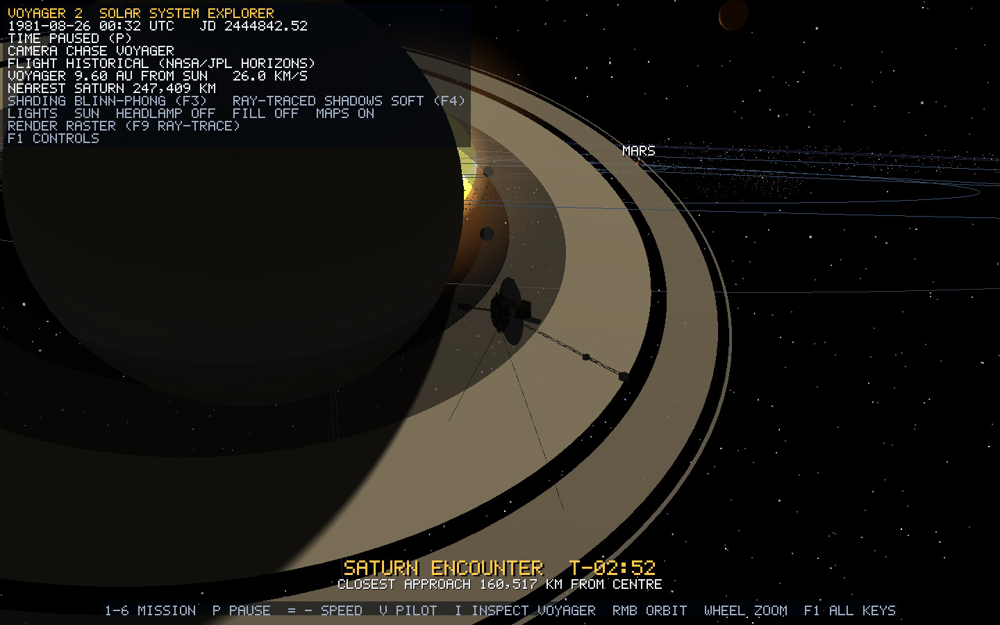 VOYAGER 2  SOLAR SYSTEM EXPLORER
1981-08-26 00:32 UTC   JD 2444842.52
TIME PAUSED (P)
CAMERA CHASE VOYAGER
FLIGHT HISTORICAL (NASA/JPL HORIZONS)
VOYAGER 9.60 AU FROM SUN   26.0 KM/S
NEAREST SATURN 247,409 KM
SHADING BLINN-PHONG (F3)   RAY-TRACED SHADOWS SOFT (F4)
LIGHTS  SUN  HEADLAMP OFF  FILL OFF  MAPS ON
RENDER RASTER (F9 RAY-TRACE)
F1 CONTROLS
MARS
SATURN ENCOUNTER  T-02:52
CLOSEST APPROACH 160,517 KM FROM CENTRE
1-6 MISSION  P PAUSE  = - SPEED  V PILOT  I INSPECT VOYAGER  RMB ORBIT  WHEEL ZOOM  F1 ALL KEYS